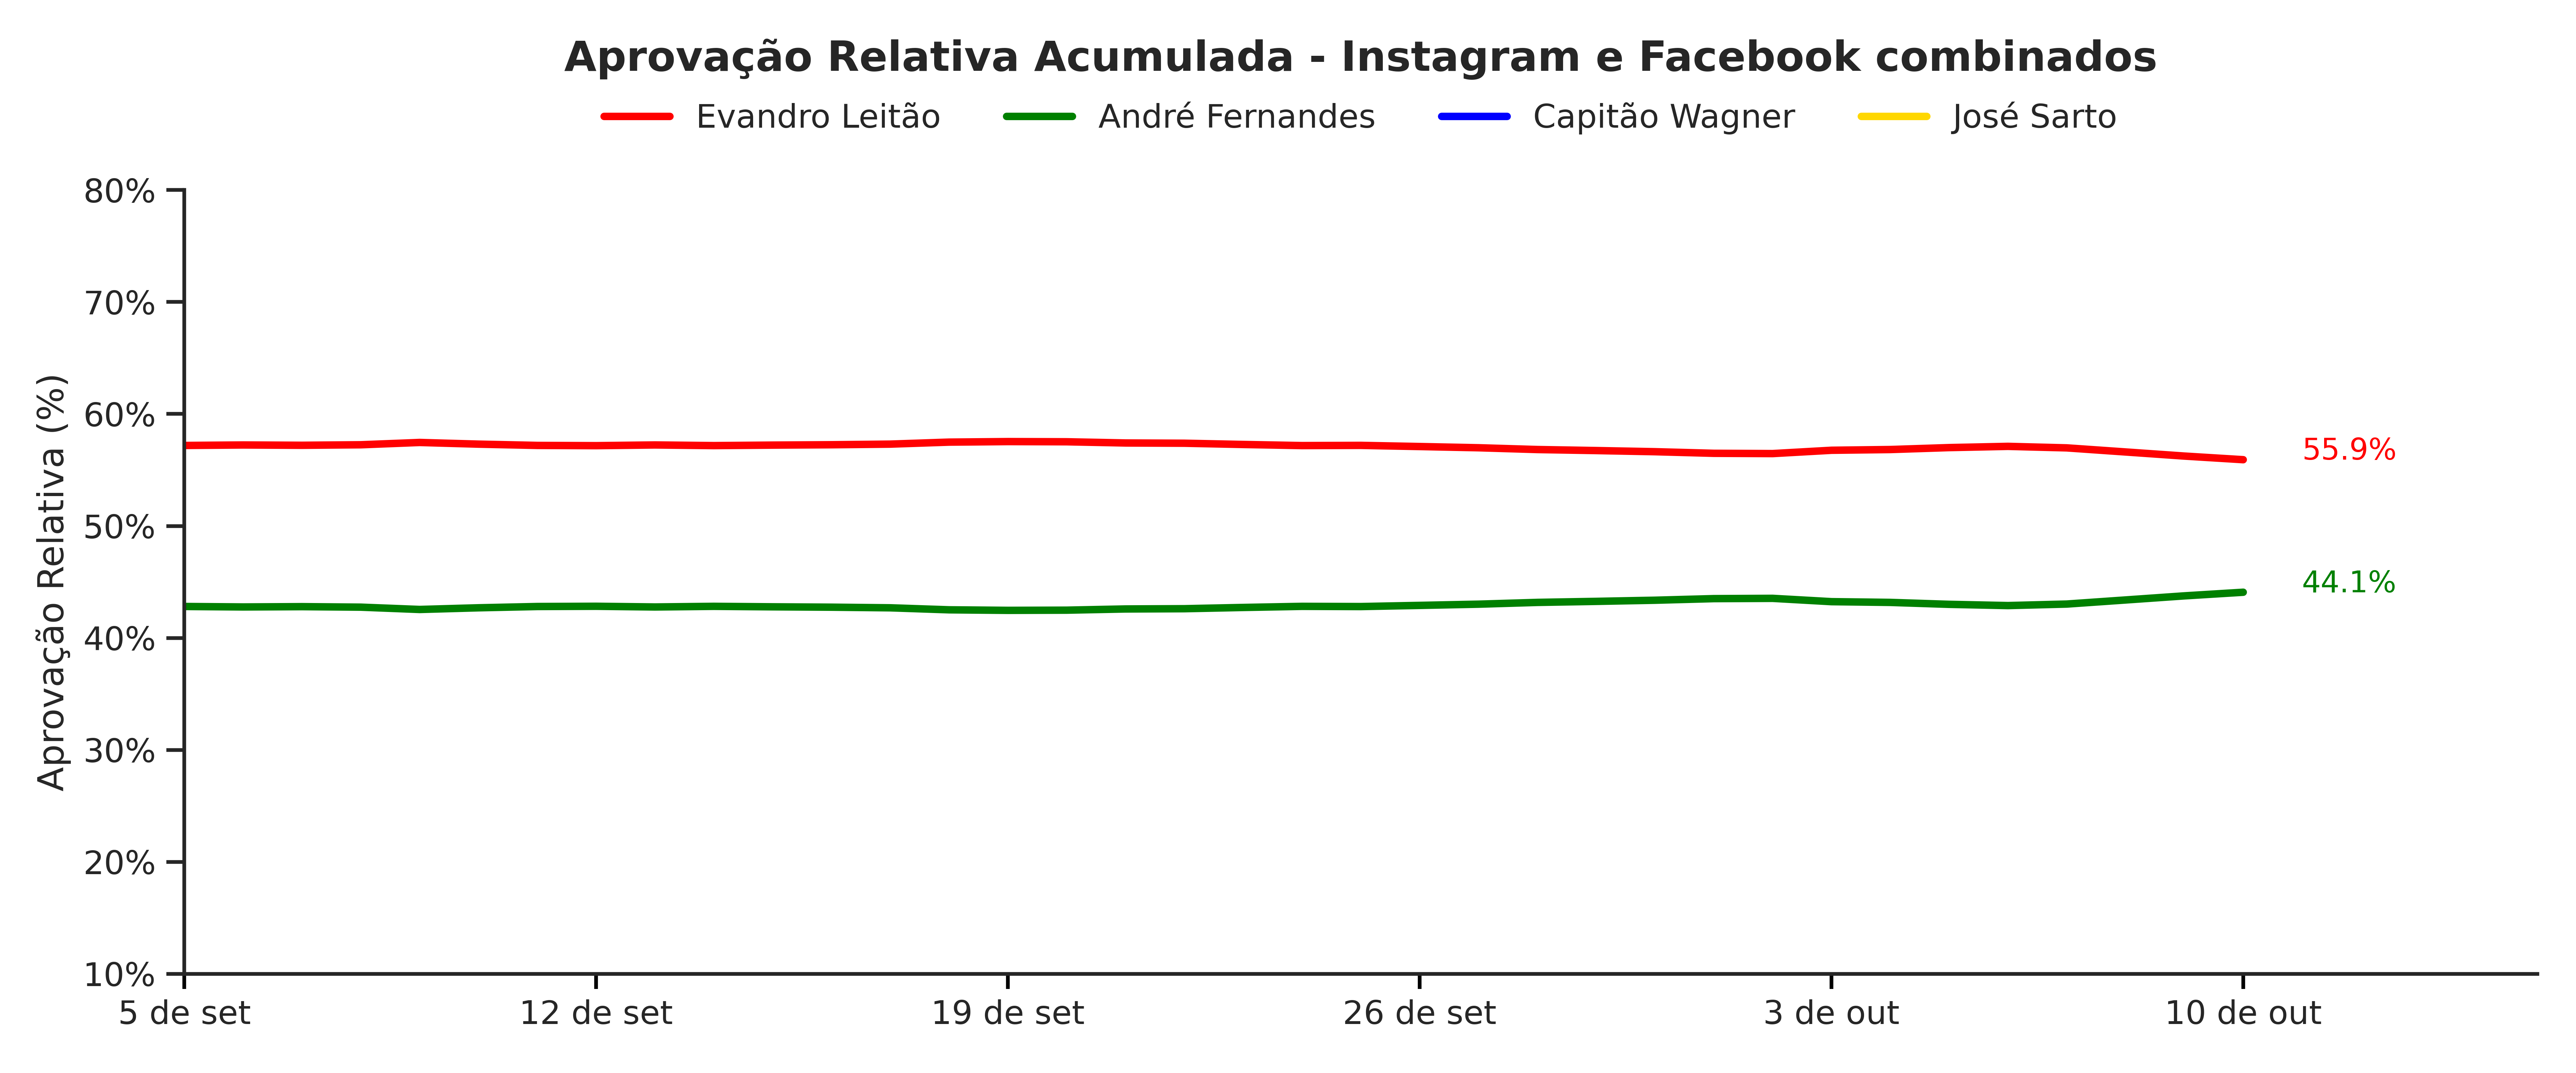 Aprovação Relativa Acumulada - Instagram e Facebook combinados
Evandro Leitão André Fernandes Capitão Wagner José Sarto
Aprovação Relativa (%)
80%
70%
60%
50%
40%
30%
20%
10%
55.9%
44.1%
5 de set 12 de set 19 de set 26 de set 3 de out 10 de out